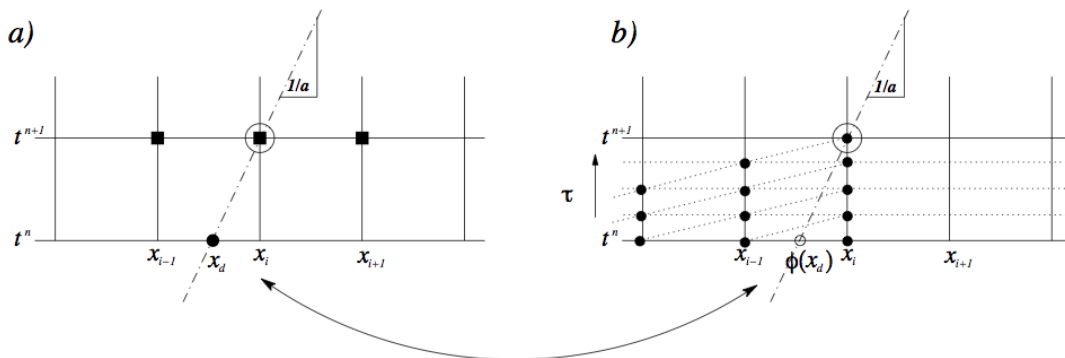 a)
1/a
t^{n+1}
t^n
x_{i-1}
x_d
x_i
x_{i+1}
b)
1/a
t^{n+1}
τ
t^n
x_{i-1}
ϕ(x_d)
x_i
x_{i+1}